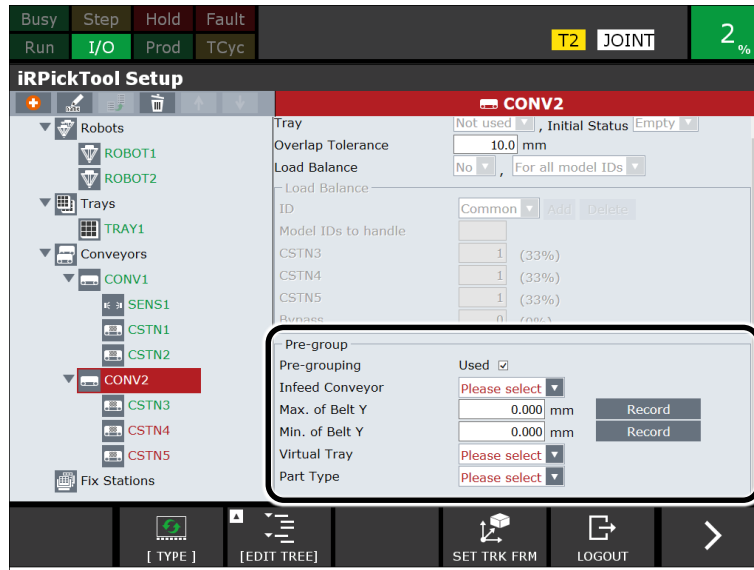 Busy Step Hold Fault
Run I/O Prod TCyc T2 JOINT 2 %
iRPickTool Setup
CONV2
Robots
ROBOT1
ROBOT2
Trays
TRAY1
Conveyors
CONV1
SENS1
CSTN1
CSTN2
CONV2
CSTN3
CSTN4
CSTN5
Fix Stations
Tray Not used , Initial Status Empty
Overlap Tolerance 10.0 mm
Load Balance No , For all model IDs
Load Balance
ID Common Add Delete
Model IDs to handle
CSTN3 1 (33%)
CSTN4 1 (33%)
CSTN5 1 (33%)
Bypass 0 (0%)
Pre-group
Pre-grouping Used
Infeed Conveyor Please select
Max. of Belt Y 0.000 mm Record
Min. of Belt Y 0.000 mm Record
Virtual Tray Please select
Part Type Please select
[ TYPE ] [EDIT TREE] SET TRK FRM LOGOUT >